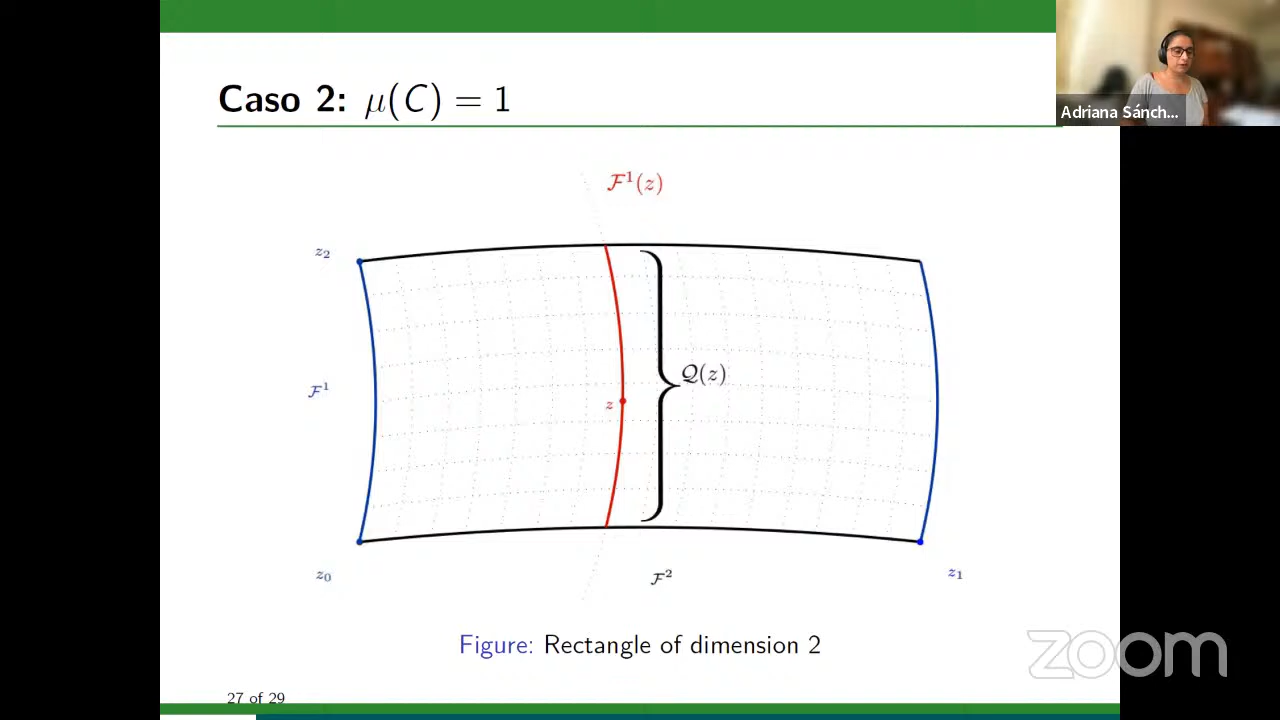 Caso 2: μ(C) = 1
Adriana Sánch...
𝓕¹(z)
z₂
𝓕¹
𝒬(z)
z
z₀
𝓕²
z₁
Figure: Rectangle of dimension 2
27 of 29
zoom